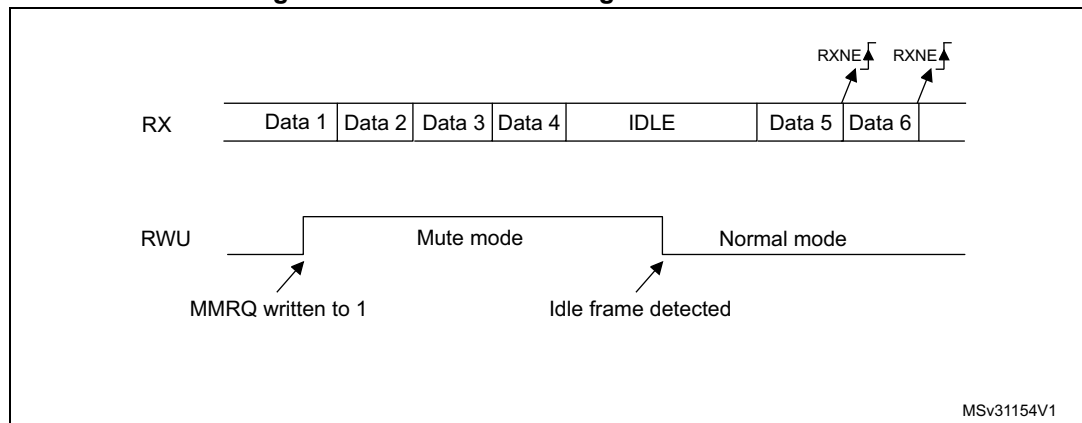 RXNE RXNE
RX Data 1 Data 2 Data 3 Data 4 IDLE Data 5 Data 6
RWU Mute mode Normal mode
MMRQ written to 1 Idle frame detected
MSv31154V1